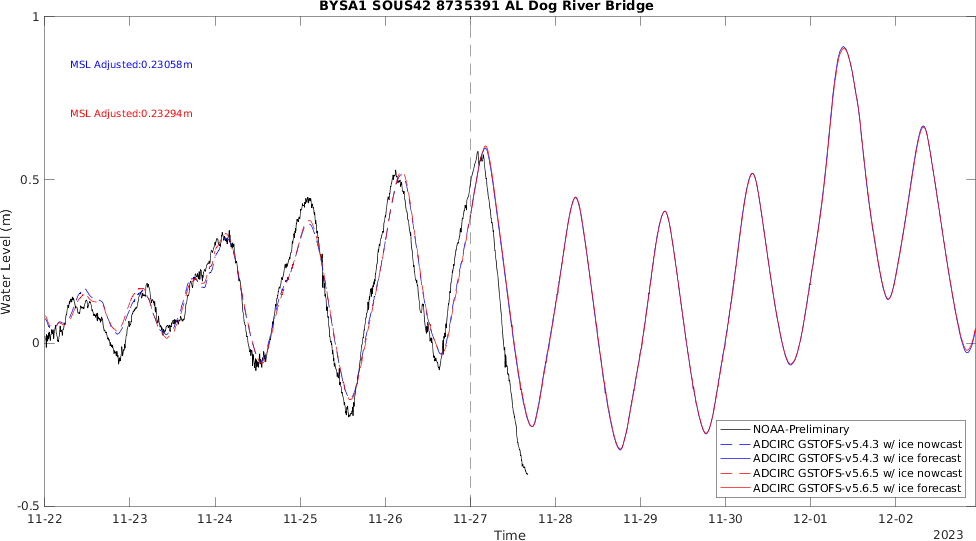 BYSA1 SOUS42 8735391 AL Dog River Bridge
1
MSL Adjusted:0.23058m
MSL Adjusted:0.23294m
0.5
Water Level (m)
0
NOAA-Preliminary
ADCIRC GSTOFS-v5.4.3 w/ ice nowcast
ADCIRC GSTOFS-v5.4.3 w/ ice forecast
ADCIRC GSTOFS-v5.6.5 w/ ice nowcast
ADCIRC GSTOFS-v5.6.5 w/ ice forecast
-0.5
11-22 11-23 11-24 11-25 11-26 11-27 11-28 11-29 11-30 12-01 12-02
Time
2023